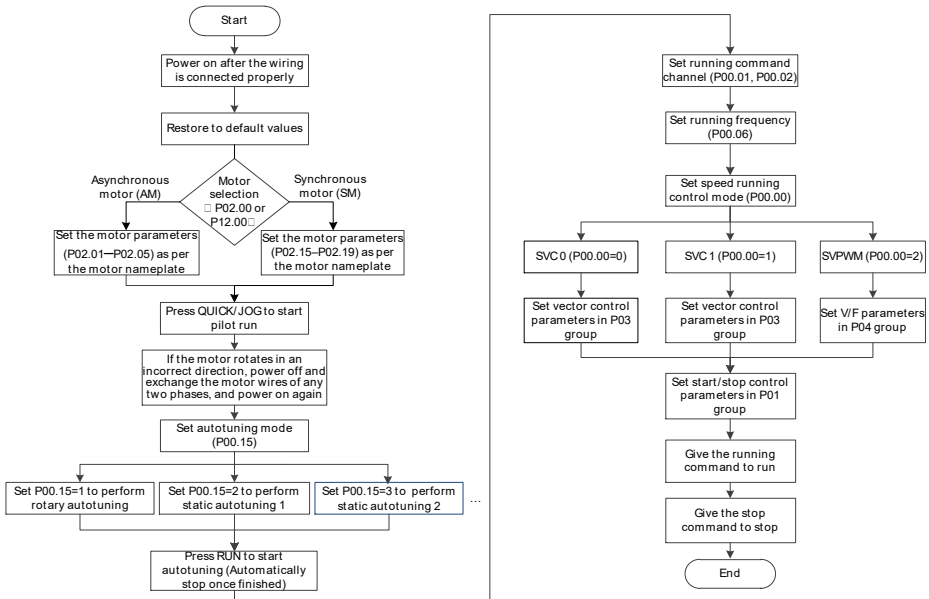 Start
Power on after the wiring
is connected properly
Restore to default values
Asynchronous
motor (AM)
Motor
selection
□ P02.00 or
P12.00□
Synchronous
motor (SM)
Set the motor parameters
(P02.01—P02.05) as per
the motor nameplate
Set the motor parameters
(P02.15–P02.19) as per
the motor nameplate
Press QUICK/JOG to start
pilot run
If the motor rotates in an
incorrect direction, power off and
exchange the motor wires of any
two phases, and power on again
Set autotuning mode
(P00.15)
Set P00.15=1 to perform
rotary autotuning
Set P00.15=2 to perform
static autotuning 1
Set P00.15=3 to perform
static autotuning 2
...
Press RUN to start
autotuning (Automatically
stop once finished)
Set running command
channel (P00.01, P00.02)
Set running frequency
(P00.06)
Set speed running
control mode (P00.00)
SVC 0 (P00.00=0)
SVC 1 (P00.00=1)
SVPWM (P00.00=2)
Set vector control
parameters in P03
group
Set vector control
parameters in P03
group
Set V/F parameters
in P04 group
Set start/stop control
parameters in P01
group
Give the running
command to run
Give the stop
command to stop
End